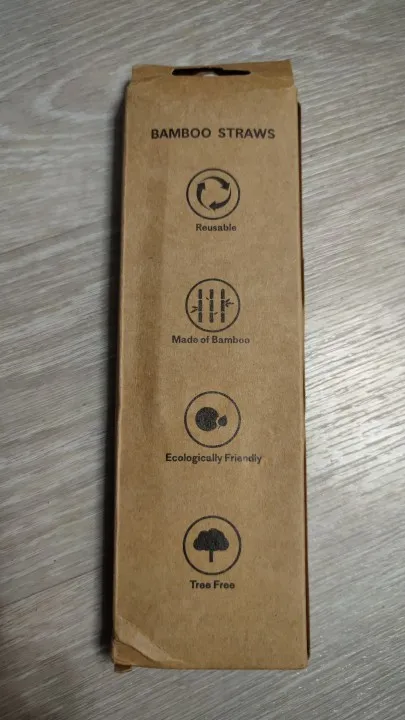 BAMBOO STRAWS
Reusable
Made of Bamboo
Ecologically Friendly
Tree Free